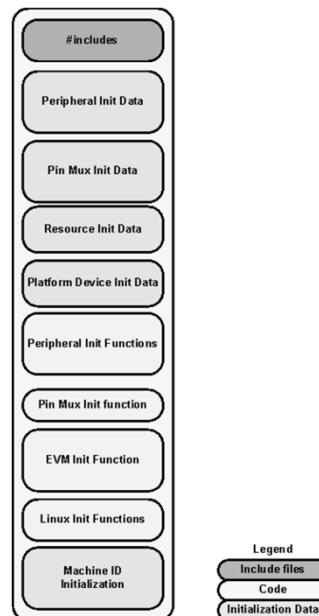 #includes
Peripheral Init Data
Pin Mux Init Data
Resource Init Data
Platform Device Init Data
Peripheral Init Functions
Pin Mux Init function
EVM Init Function
Linux Init Functions
Machine ID
Initialization
Legend
Include files
Code
Initialization Data